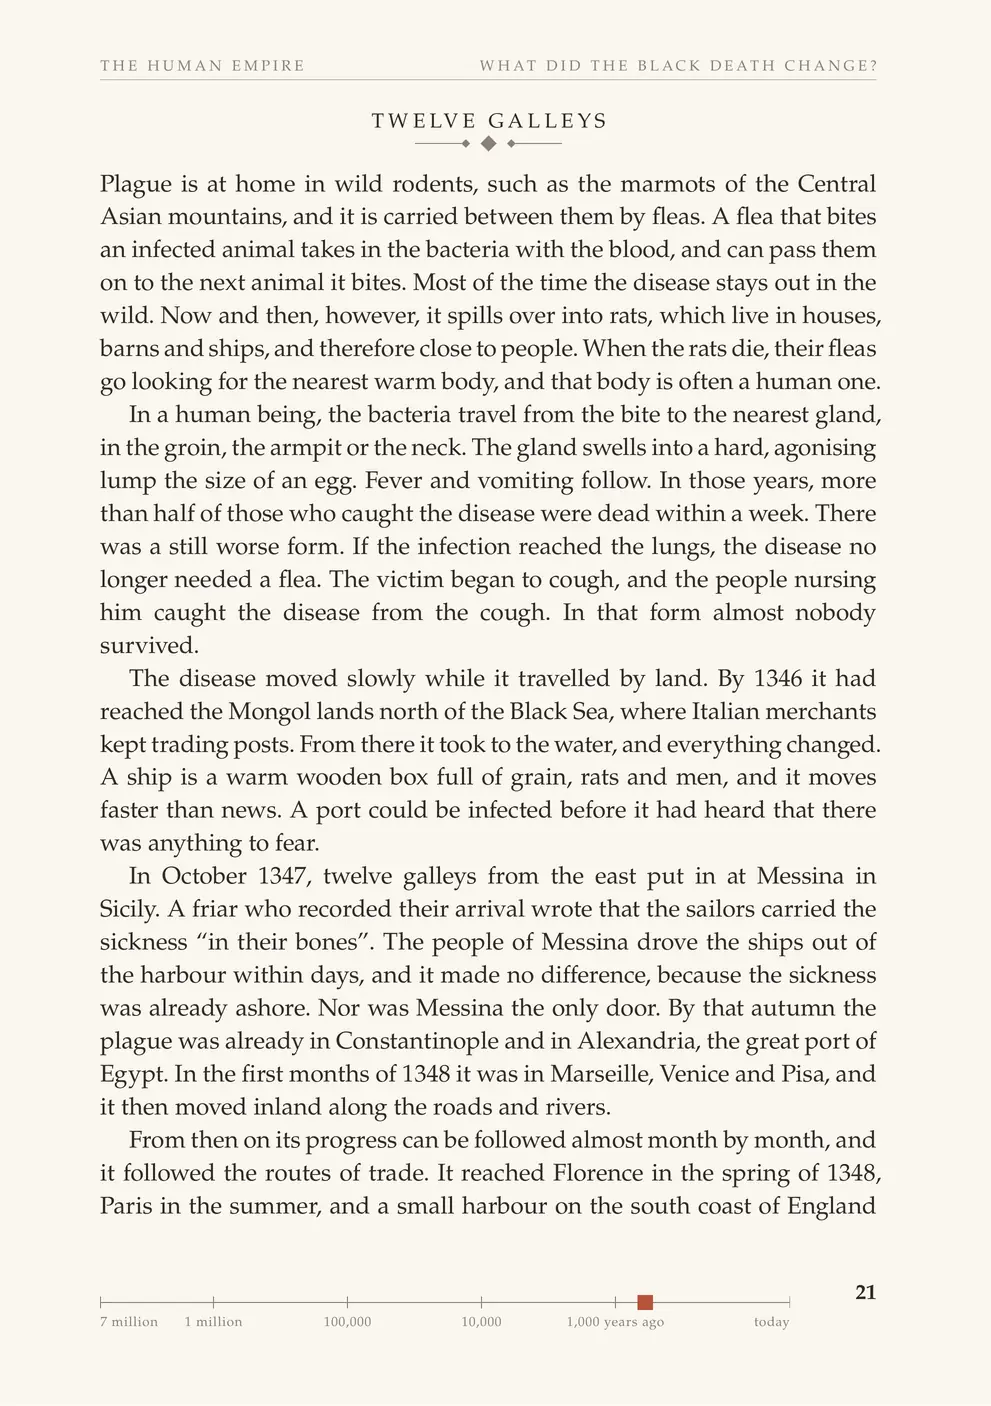 THE HUMAN EMPIRE
WHAT DID THE BLACK DEATH CHANGE?
TWELVE GALLEYS
Plague is at home in wild rodents, such as the marmots of the Central
Asian mountains, and it is carried between them by fleas. A flea that bites
an infected animal takes in the bacteria with the blood, and can pass them
on to the next animal it bites. Most of the time the disease stays out in the
wild. Now and then, however, it spills over into rats, which live in houses,
barns and ships, and therefore close to people. When the rats die, their fleas
go looking for the nearest warm body, and that body is often a human one.
In a human being, the bacteria travel from the bite to the nearest gland,
in the groin, the armpit or the neck. The gland swells into a hard, agonising
lump the size of an egg. Fever and vomiting follow. In those years, more
than half of those who caught the disease were dead within a week. There
was a still worse form. If the infection reached the lungs, the disease no
longer needed a flea. The victim began to cough, and the people nursing
him caught the disease from the cough. In that form almost nobody
survived.
The disease moved slowly while it travelled by land. By 1346 it had
reached the Mongol lands north of the Black Sea, where Italian merchants
kept trading posts. From there it took to the water, and everything changed.
A ship is a warm wooden box full of grain, rats and men, and it moves
faster than news. A port could be infected before it had heard that there
was anything to fear.
In October 1347, twelve galleys from the east put in at Messina in
Sicily. A friar who recorded their arrival wrote that the sailors carried the
sickness “in their bones”. The people of Messina drove the ships out of
the harbour within days, and it made no difference, because the sickness
was already ashore. Nor was Messina the only door. By that autumn the
plague was already in Constantinople and in Alexandria, the great port of
Egypt. In the first months of 1348 it was in Marseille, Venice and Pisa, and
it then moved inland along the roads and rivers.
From then on its progress can be followed almost month by month, and
it followed the routes of trade. It reached Florence in the spring of 1348,
Paris in the summer, and a small harbour on the south coast of England
21
7 million
1 million
100,000
10,000
1,000 years ago
today